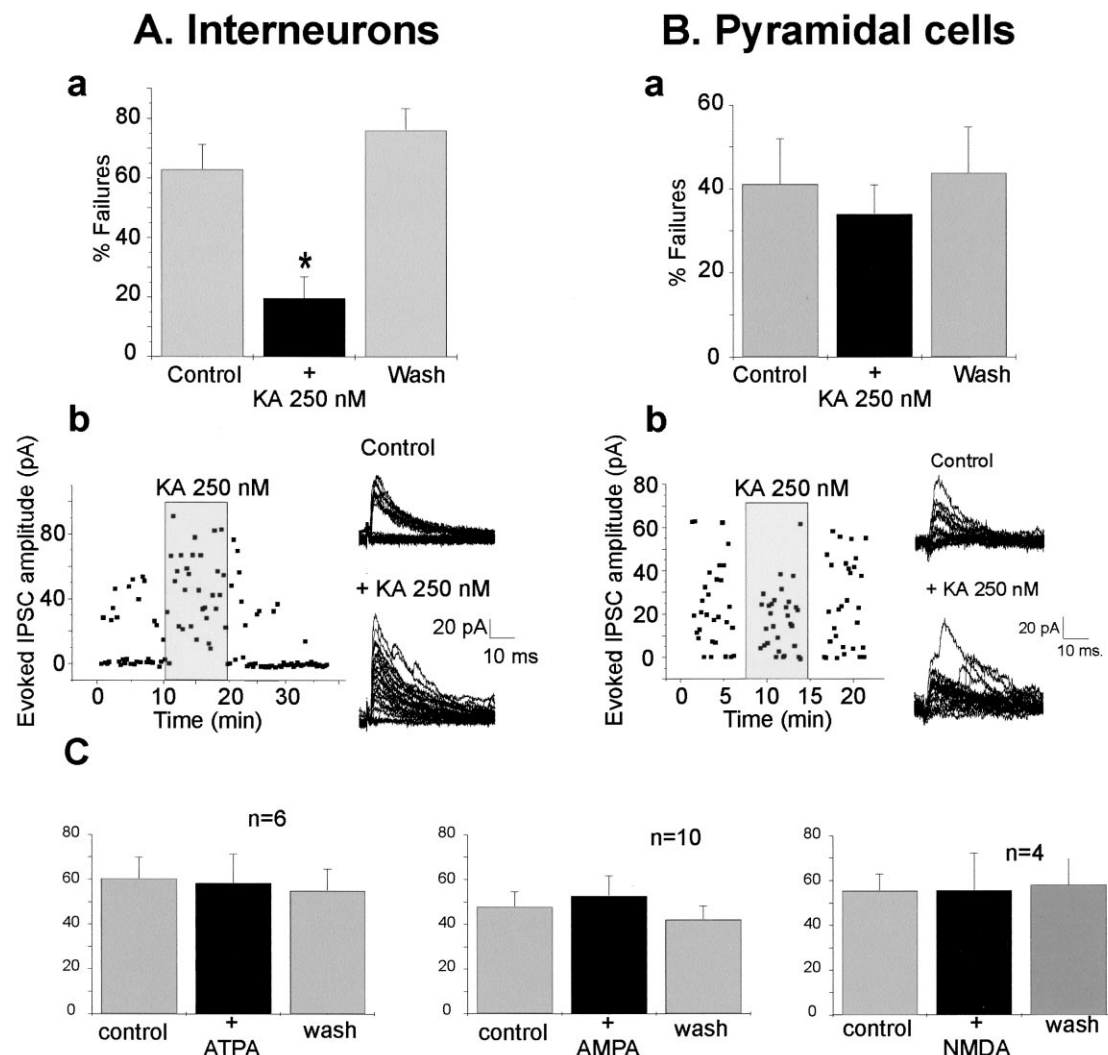 A. Interneurons
B. Pyramidal cells
a
% Failures
80
60
40
20
0
*
Control
+
Wash
KA 250 nM
a
% Failures
60
40
20
0
Control
+
Wash
KA 250 nM
b
Evoked IPSC amplitude (pA)
80
40
0
KA 250 nM
0
10
20
30
Time (min)
Control
+ KA 250 nM
20 pA
10 ms.
b
Evoked IPSC amplitude (pA)
80
60
40
20
0
KA 250 nM
0
5
10
15
20
Time (min)
Control
+ KA 250 nM
20 pA
10 ms.
C
n=6
80
60
40
20
0
control
+
wash
ATPA
n=10
80
60
40
20
0
control
+
wash
AMPA
n=4
80
60
40
20
0
control
+
wash
NMDA